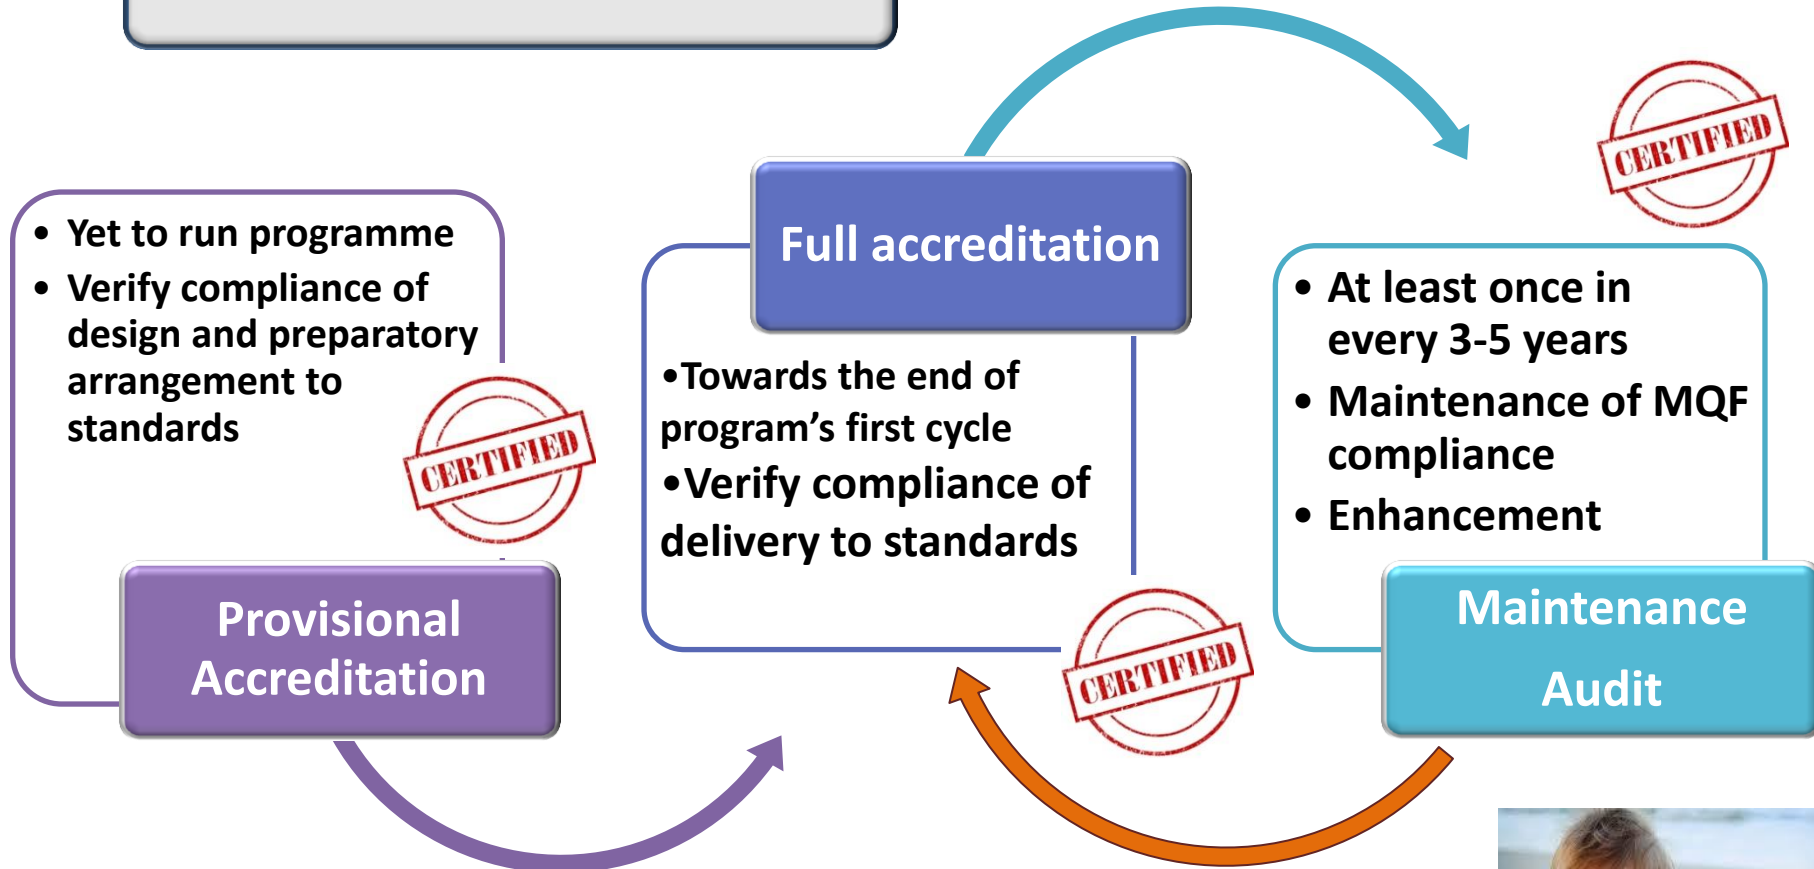 • Yet to run programme
• Verify compliance of
design and preparatory
arrangement to
standards
CERTIFIED
Provisional
Accreditation
Full accreditation
•Towards the end of
program’s first cycle
•Verify compliance of
delivery to standards
CERTIFIED
CERTIFIED
• At least once in
every 3-5 years
• Maintenance of MQF
compliance
• Enhancement
Maintenance
Audit